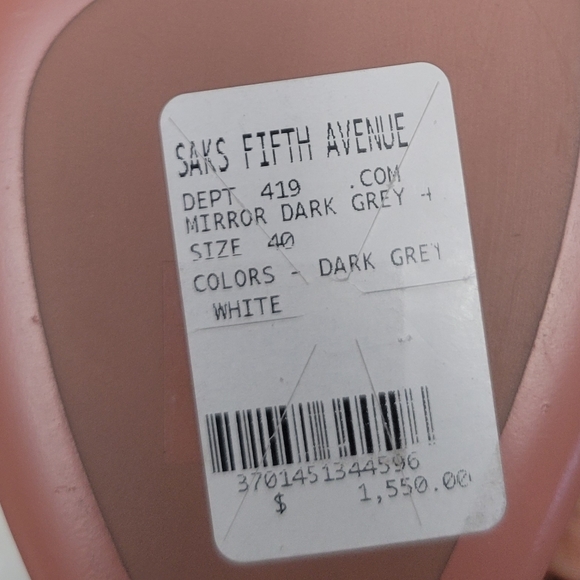 SAKS FIFTH AVENUE
DEPT 419 .COM
MIRROR DARK GREY +
SIZE 40
COLORS - DARK GREY
WHITE
3701451344596
$ 1,550.00